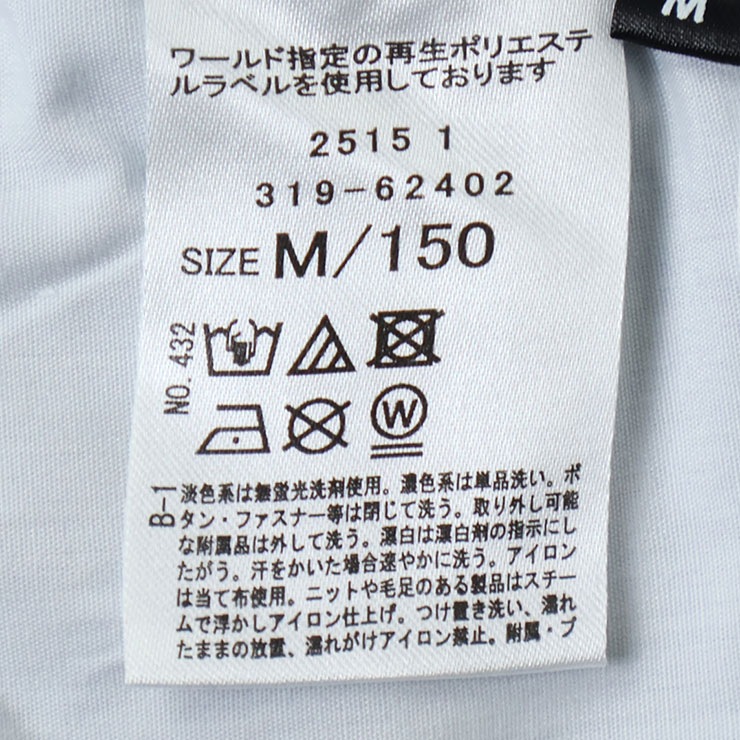 M
ワールド指定の再生ポリエステ
ルラベルを使用しております
2515 1
319-62402
SIZE M/150
NO. 432
W
B-1
淡色系は無蛍光洗剤使用。濃色系は単品洗い。ボ
タン・ファスナー等は閉じて洗う。取り外し可能
な附属品は外して洗う。漂白は漂白剤の指示にし
たがう。汗をかいた場合速やかに洗う。アイロン
は当て布使用。ニットや毛足のある製品はスチー
ムで浮かしアイロン仕上げ。つけ置き洗い、濡れ
たままの放置、濡れがけアイロン禁止。附属・プ